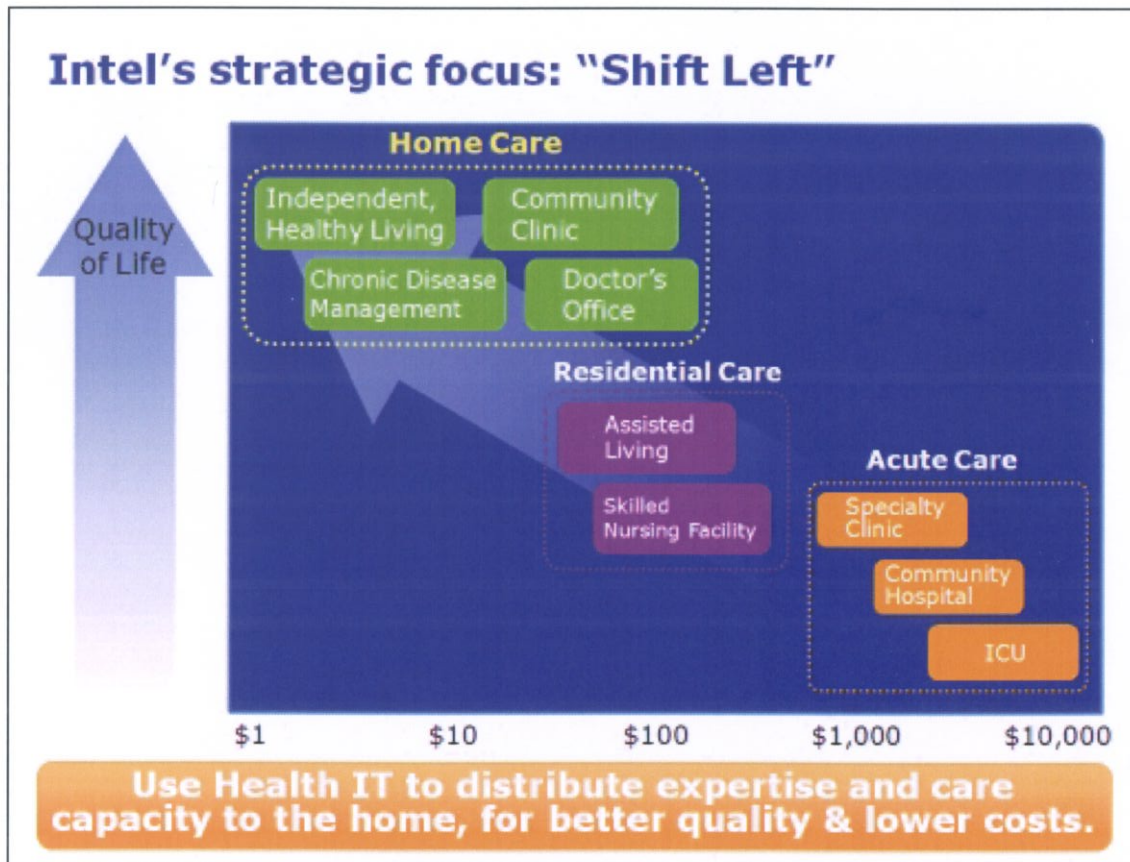 Intel's strategic focus: “Shift Left”
Quality
of Life
Home Care
Independent,
Healthy Living
Community
Clinic
Chronic Disease
Management
Doctor's
Office
Residential Care
Assisted
Living
Skilled
Nursing Facility
Acute Care
Specialty
Clinic
Community
Hospital
ICU
$1 $10 $100 $1,000 $10,000
Use Health IT to distribute expertise and care
capacity to the home, for better quality & lower costs.